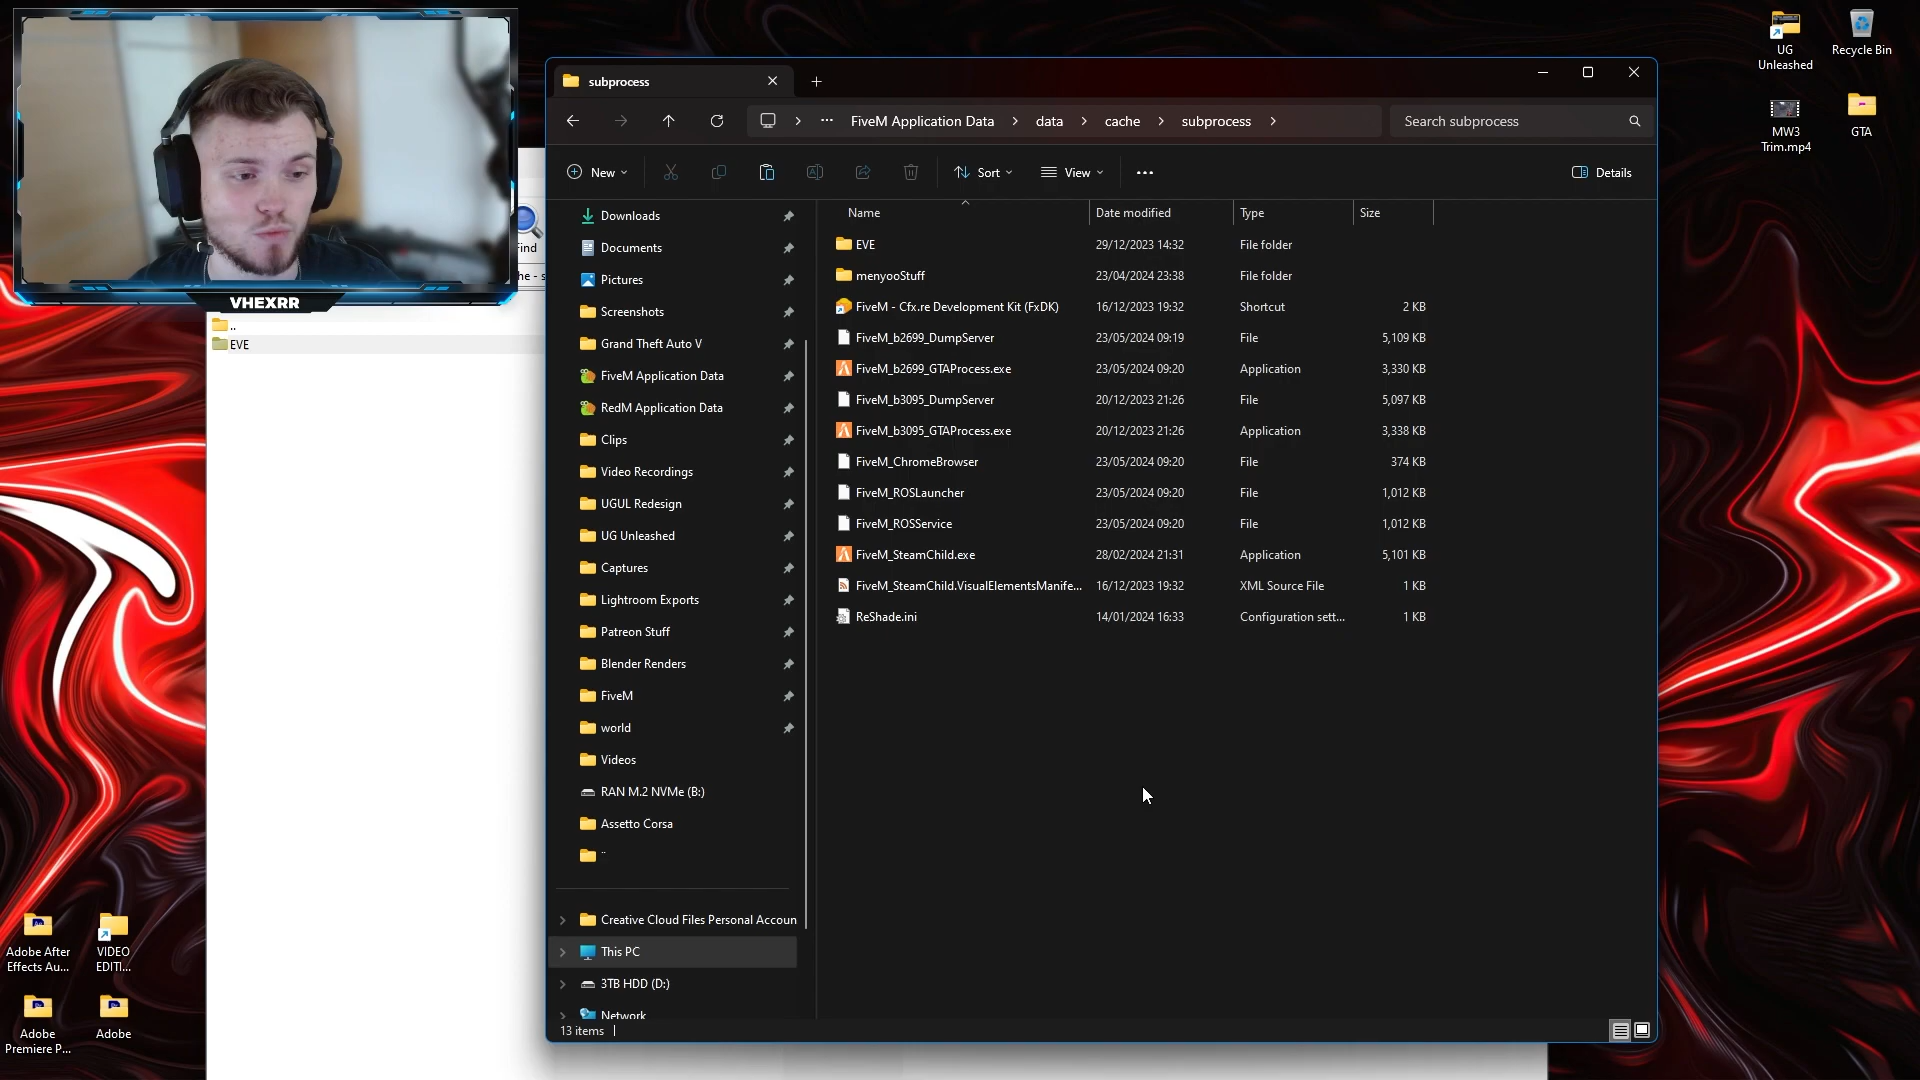 VHEXRR
ind
he - s
..
EVE
subprocess
FiveM Application Data
data
cache
subprocess
Search subprocess
New
Sort
View
Details
Downloads
Documents
Pictures
Screenshots
Grand Theft Auto V
FiveM Application Data
RedM Application Data
Clips
Video Recordings
UGUL Redesign
UG Unleashed
Captures
Lightroom Exports
Patreon Stuff
Blender Renders
FiveM
world
Videos
RAN M.2 NVMe (B:)
Assetto Corsa
Creative Cloud Files Personal Accoun
This PC
3TB HDD (D:)
Network
13 items
Name Date modified Type Size
EVE 29/12/2023 14:32 File folder
menyooStuff 23/04/2024 23:38 File folder
FiveM - Cfx.re Development Kit (FxDK) 16/12/2023 19:32 Shortcut 2 KB
FiveM_b2699_DumpServer 23/05/2024 09:19 File 5,109 KB
FiveM_b2699_GTAProcess.exe 23/05/2024 09:20 Application 3,330 KB
FiveM_b3095_DumpServer 20/12/2023 21:26 File 5,097 KB
FiveM_b3095_GTAProcess.exe 20/12/2023 21:26 Application 3,338 KB
FiveM_ChromeBrowser 23/05/2024 09:20 File 374 KB
FiveM_ROSLauncher 23/05/2024 09:20 File 1,012 KB
FiveM_ROSService 23/05/2024 09:20 File 1,012 KB
FiveM_SteamChild.exe 28/02/2024 21:31 Application 5,101 KB
FiveM_SteamChild.VisualElementsManife... 16/12/2023 19:32 XML Source File 1 KB
ReShade.ini 14/01/2024 16:33 Configuration sett... 1 KB
UG
Unleashed
Recycle Bin
MW3
Trim.mp4
GTA
Adobe After
Effects Au...
VIDEO
EDITI...
Adobe
Premiere P...
Adobe